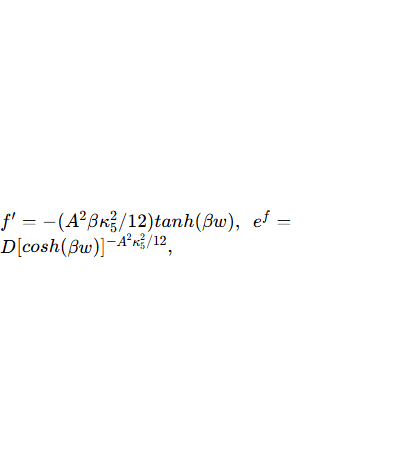 f′ = −(A²βκ₅²/12)tanh(βw), e^f =
D[cosh(βw)]^{−A²κ₅²/12},